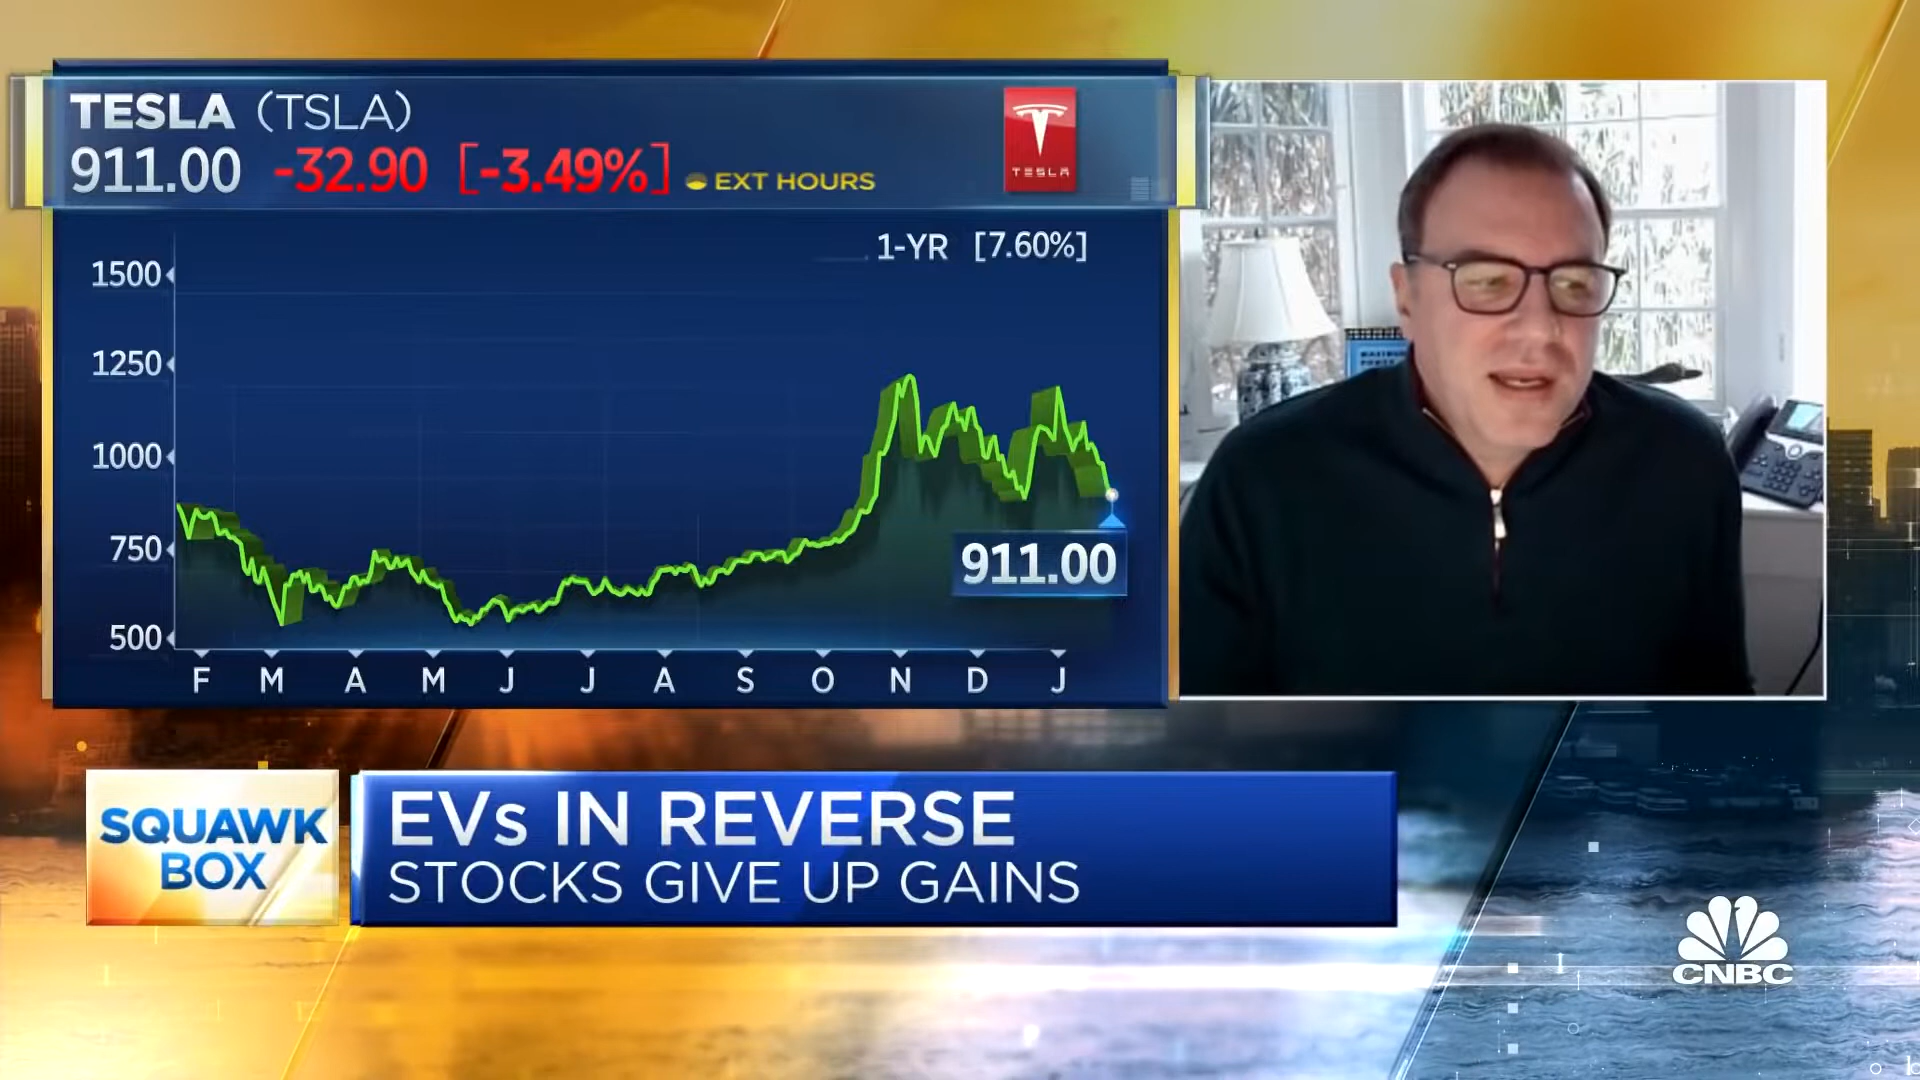 TESLA (TSLA)
911.00 -32.90 [-3.49%] EXT HOURS
TESLA
1-YR [7.60%]
1500
1250
1000
750
500
911.00
F M A M J J A S O N D J
SQUAWK
BOX
EVs IN REVERSE
STOCKS GIVE UP GAINS
CNBC